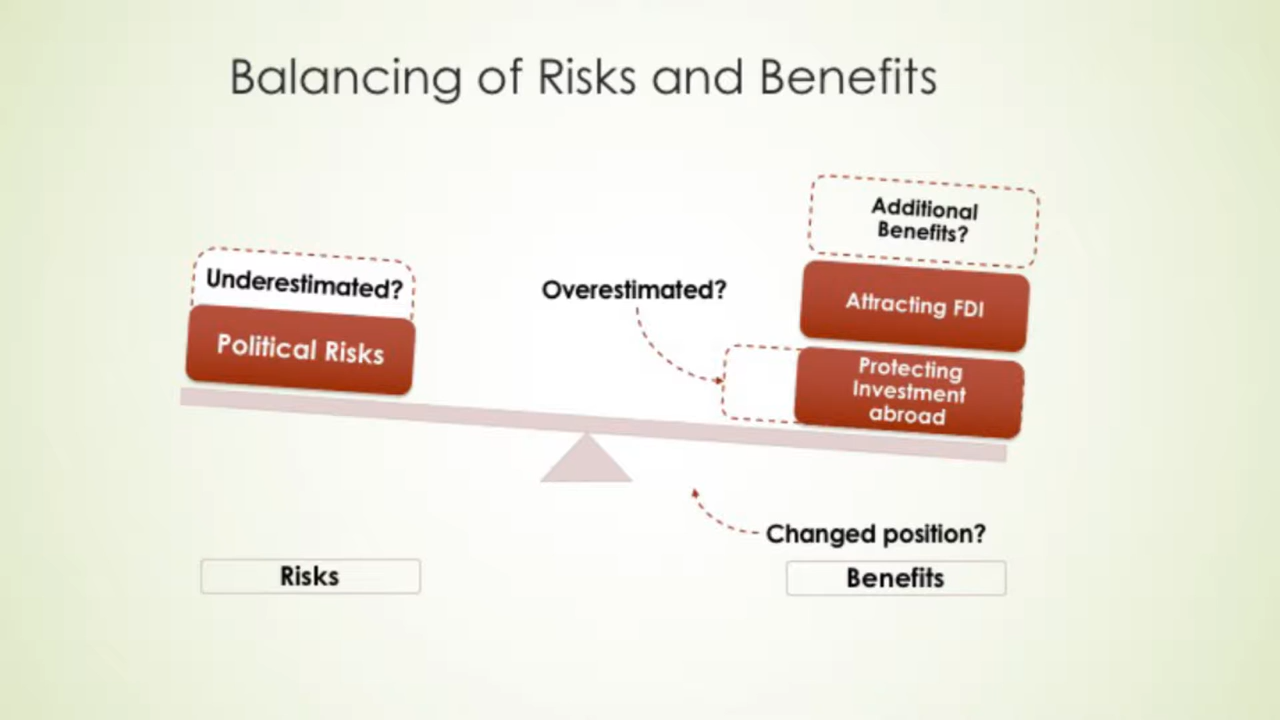 Balancing of Risks and Benefits
Additional
Benefits?
Underestimated?
Overestimated?
Attracting FDI
Political Risks
Protecting
Investment
abroad
Changed position?
Risks
Benefits